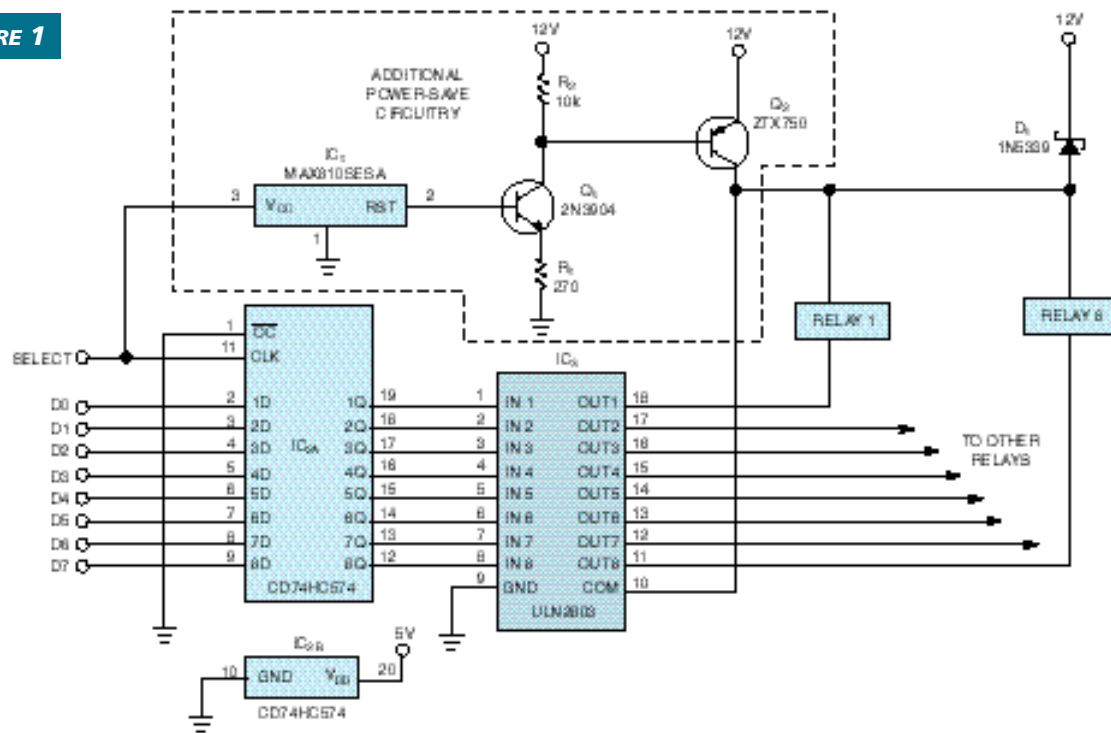 RE 1
ADDITIONAL
POWER-SAVE
CIRCUITRY
12V
R2
10k
12V
Q2
ZTX750
12V
D1
1N5339
IC1
MAX810SESA
3
VDD
RST
2
1
Q1
2N3904
R1
270
RELAY 1
RELAY 8
SELECT
1
OC
11
CLK
IC3
D0
2
1D
1Q
19
1
IN 1
OUT1
18
D1
3
2D
2Q
18
2
IN 2
OUT2
17
D2
4
3D
IC2A
3Q
17
3
IN 3
OUT3
16
TO OTHER
RELAYS
D3
5
4D
4Q
16
4
IN 4
OUT4
15
D4
6
5D
5Q
15
5
IN 5
OUT5
14
D5
7
6D
6Q
14
6
IN 6
OUT6
13
D6
8
7D
7Q
13
7
IN 7
OUT7
12
D7
9
8D
8Q
12
8
IN 8
OUT8
11
9
GND
COM
10
CD74HC574
ULN2803
IC2B
5V
10
GND
VDD
20
CD74HC574